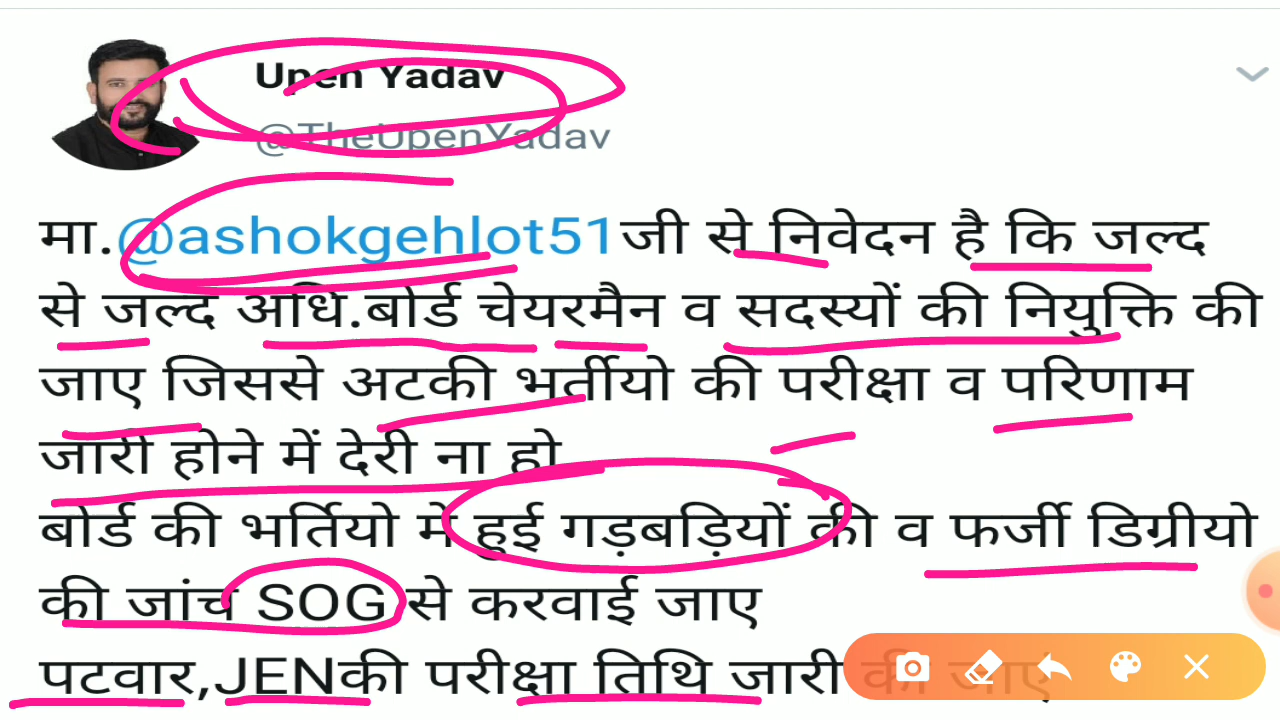 Upen Yadav
@TheUpenYadav
मा.@ashokgehlot51जी से निवेदन है कि जल्द
से जल्द अधि.बोर्ड चेयरमैन व सदस्यों की नियुक्ति की
जाए जिससे अटकी भर्तीयो की परीक्षा व परिणाम
जारी होने में देरी ना हो
बोर्ड की भर्तियो मे हुई गड़बड़ियों की व फर्जी डिग्रीयो
की जांच SOG से करवाई जाए
पटवार,JENकी परीक्षा तिथि जारी की जाएं